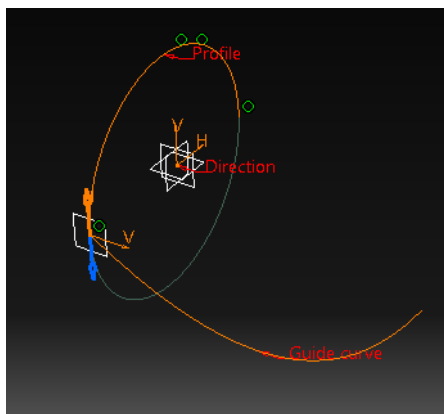 Profile
V
H
Direction
V
Guide curve